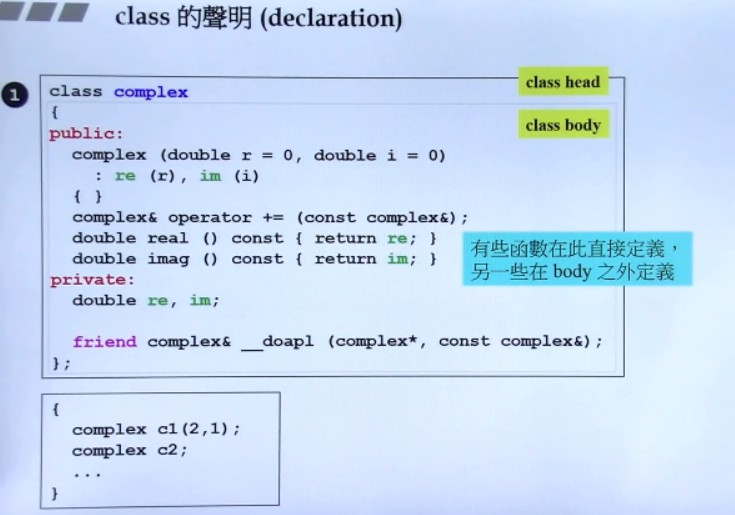 class 的聲明 (declaration)
1
class head
class complex
{
class body
public:
complex (double r = 0, double i = 0)
: re (r), im (i)
{ }
complex& operator += (const complex&);
double real () const { return re; }
double imag () const { return im; }
有些函數在此直接定義，
另一些在 body 之外定義
private:
double re, im;
friend complex& __doapl (complex*, const complex&);
};
{
complex c1(2,1);
complex c2;
...
}